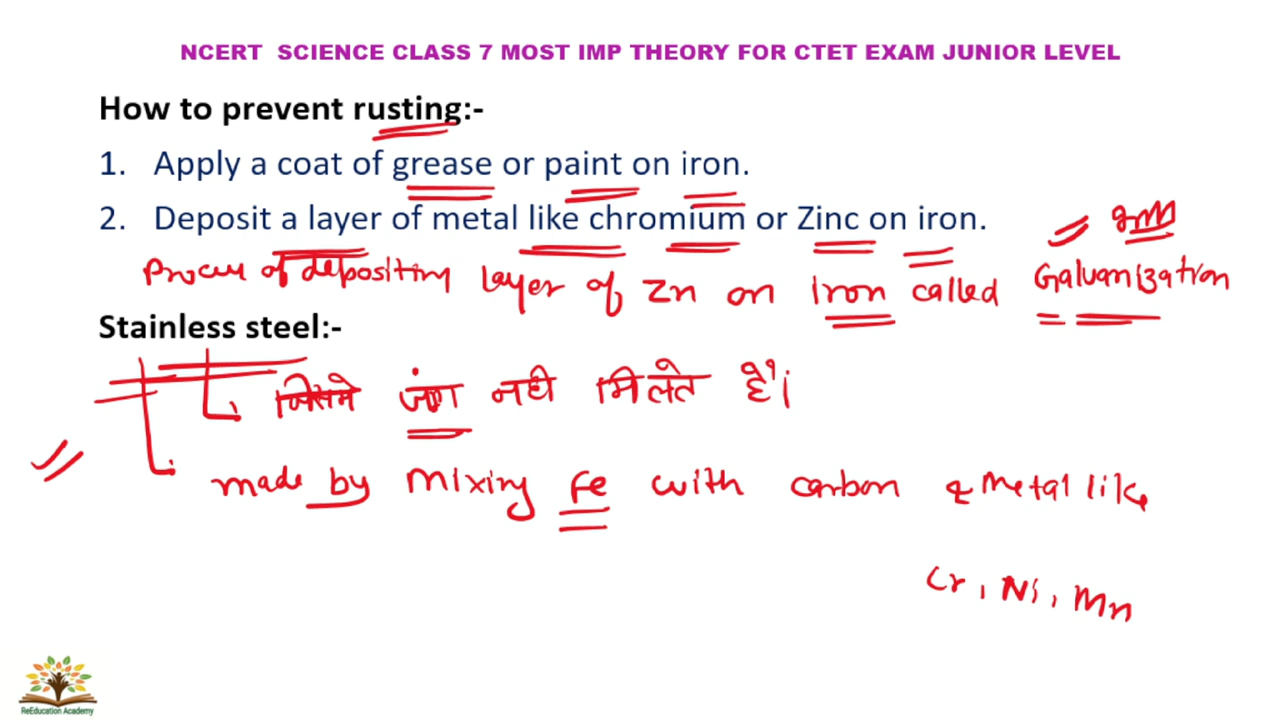 NCERT SCIENCE CLASS 7 MOST IMP THEORY FOR CTET EXAM JUNIOR LEVEL
How to prevent rusting:-
1. Apply a coat of grease or paint on iron.
2. Deposit a layer of metal like chromium or Zinc on iron.
Process of depositing layer of Zn on iron called Galvanization
Stainless steel:-
जिसमे जंग नही मिलते है।
made by mixing Fe with carbon & metal like
Cr, Ni, Mn
ReEducation Academy